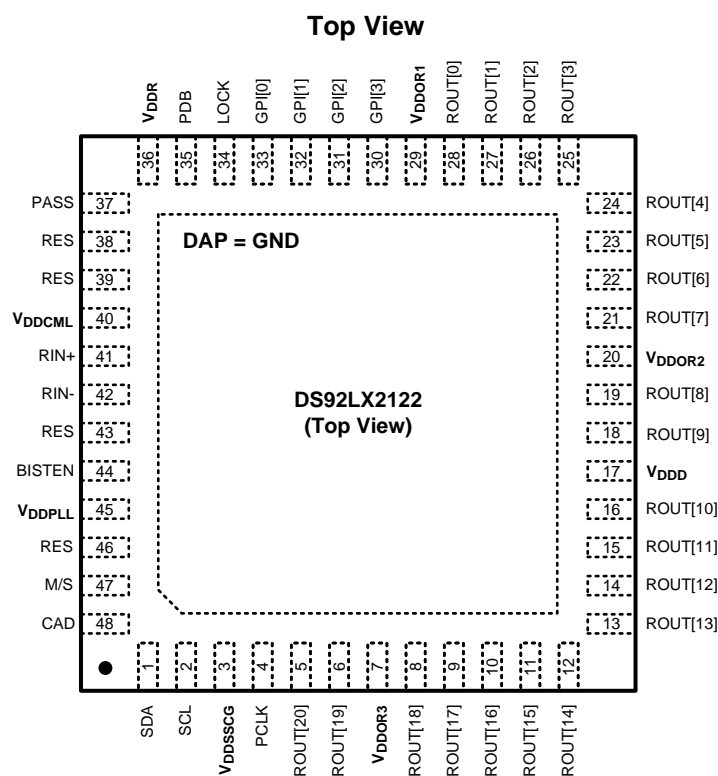 Top View
VDDR
PDB
LOCK
GPI[0]
GPI[1]
GPI[2]
GPI[3]
VDDOR1
ROUT[0]
ROUT[1]
ROUT[2]
ROUT[3]
36
35
34
33
32
31
30
29
28
27
26
25
PASS 37
RES 38
RES 39
VDDCML 40
RIN+ 41
RIN- 42
RES 43
BISTEN 44
VDDPLL 45
RES 46
M/S 47
CAD 48
DAP = GND
DS92LX2122
(Top View)
24 ROUT[4]
23 ROUT[5]
22 ROUT[6]
21 ROUT[7]
20 VDDOR2
19 ROUT[8]
18 ROUT[9]
17 VDDD
16 ROUT[10]
15 ROUT[11]
14 ROUT[12]
13 ROUT[13]
1
2
3
4
5
6
7
8
9
10
11
12
SDA
SCL
VDDSSCG
PCLK
ROUT[20]
ROUT[19]
VDDOR3
ROUT[18]
ROUT[17]
ROUT[16]
ROUT[15]
ROUT[14]